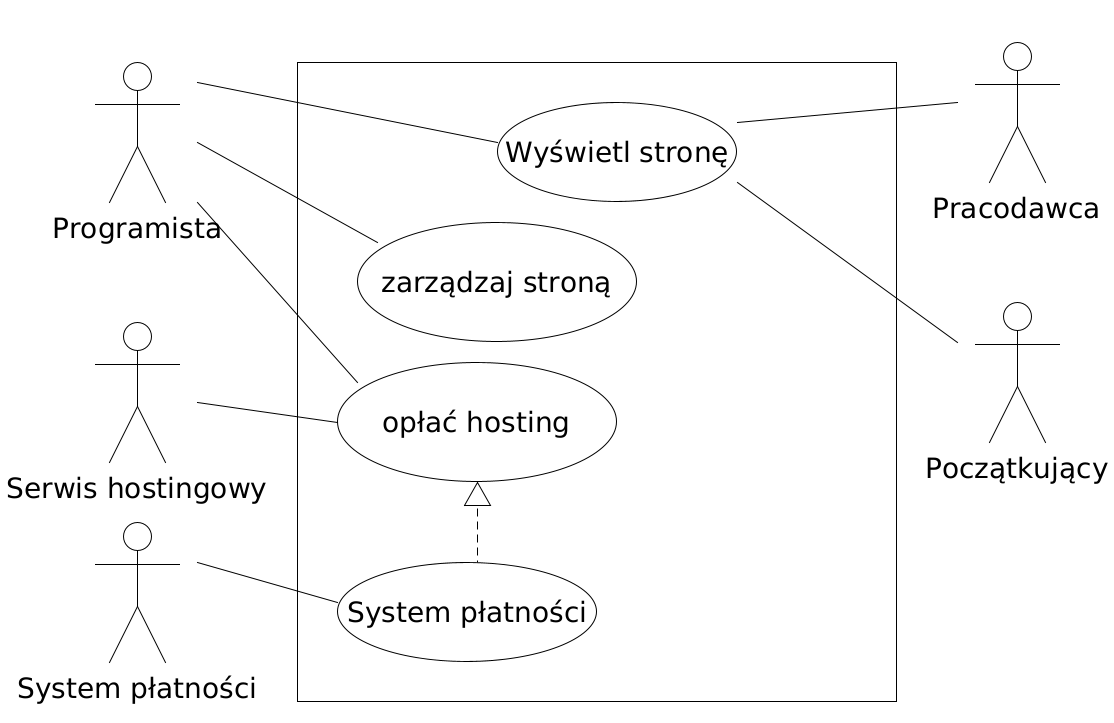 Wyświetl stronę
Programista
zarządzaj stroną
Pracodawca
opłać hosting
Serwis hostingowy
Początkujący
System płatności
System płatności